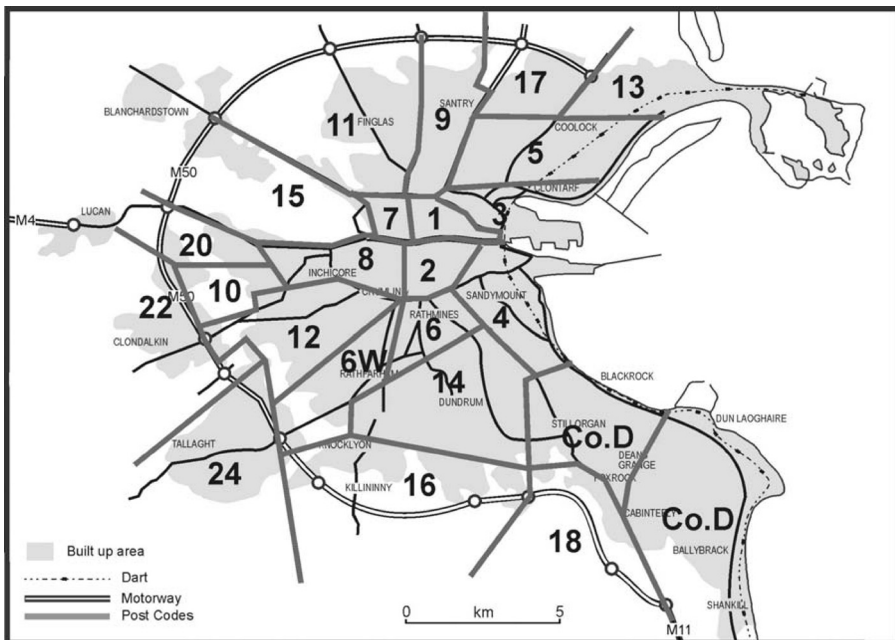 17
13
SANTRY
BLANCHARDSTOWN
11
FINGLAS
9
COOLOCK
5
M50
15
CLONTARF
LUCAN
M4
7
1
3
20
8
2
INCHICORE
10
22
M50
CRUMLIN
SANDYMOUNT
RATHMINES
4
12
6
CLONDALKIN
6W
RATHFARHAM
BLACKROCK
14
DUNDRUM
DUN LAOGHAIRE
STILLORGAN
Co.D
TALLAGHT
KNOCKLYON
DEANS
GRANGE
24
FOXROCK
KILLININNY
16
CABINTEELY
Co.D
18
BALLYBRACK
Built up area
Dart
Motorway
Post Codes
0 km 5
SHANKILL
M11